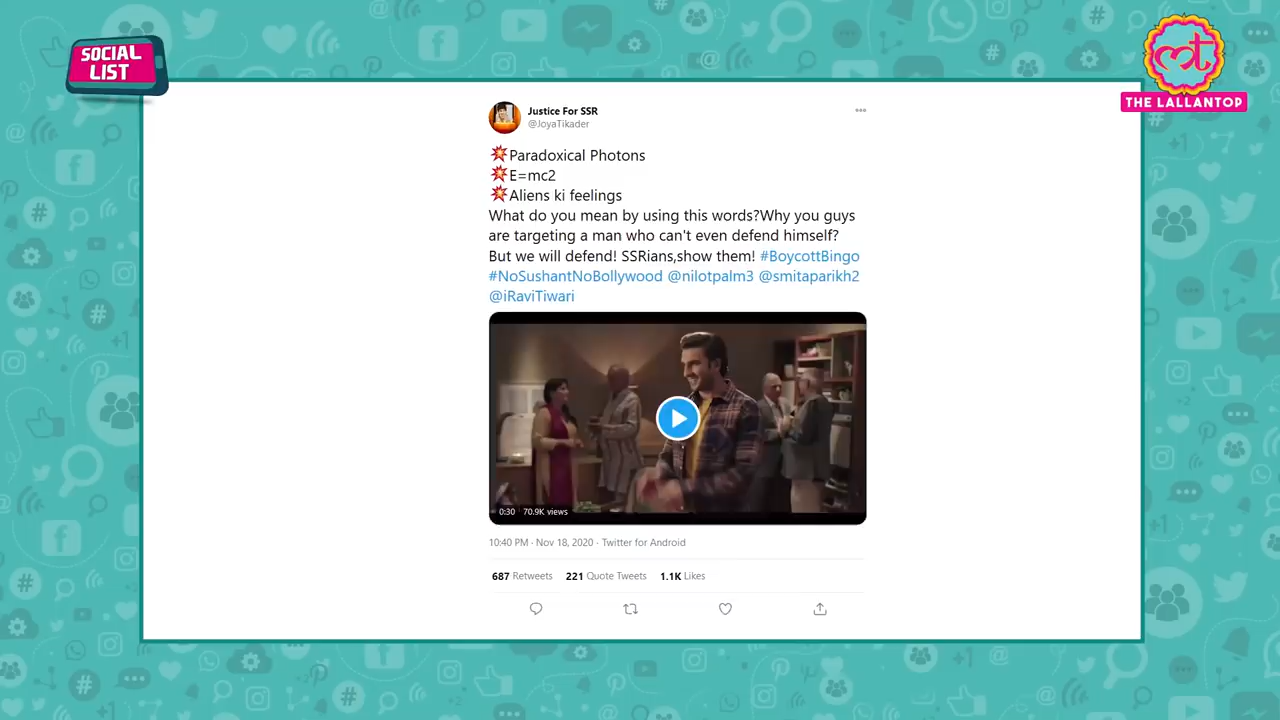 SOCIAL
LIST
THE LALLANTOP
Justice For SSR
@JoyaTikader
💥Paradoxical Photons
💥E=mc2
💥Aliens ki feelings
What do you mean by using this words?Why you guys
are targeting a man who can't even defend himself?
But we will defend! SSRians,show them! #BoycottBingo
#NoSushantNoBollywood @nilotpalm3 @smitaparikh2
@iRaviTiwari
0:30 70.9K views
10:40 PM · Nov 18, 2020 · Twitter for Android
687 Retweets 221 Quote Tweets 1.1K Likes